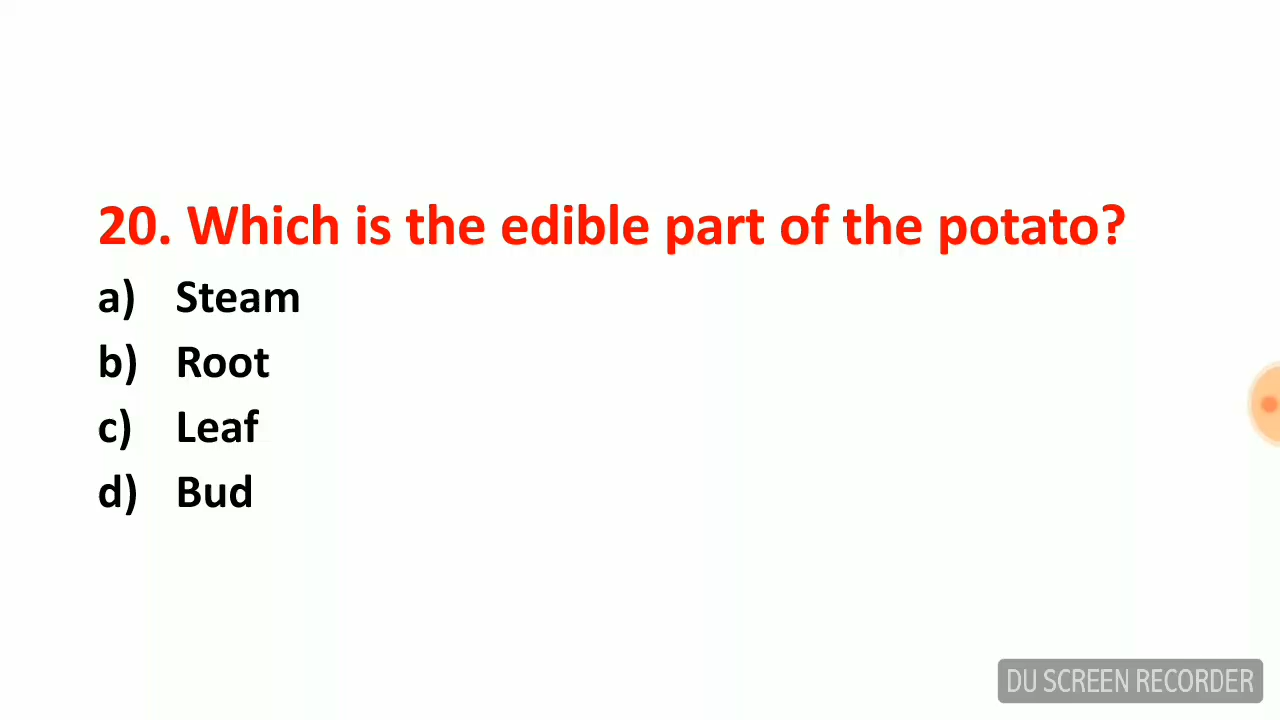 20. Which is the edible part of the potato?
a) Steam
b) Root
c) Leaf
d) Bud
DU SCREEN RECORDER